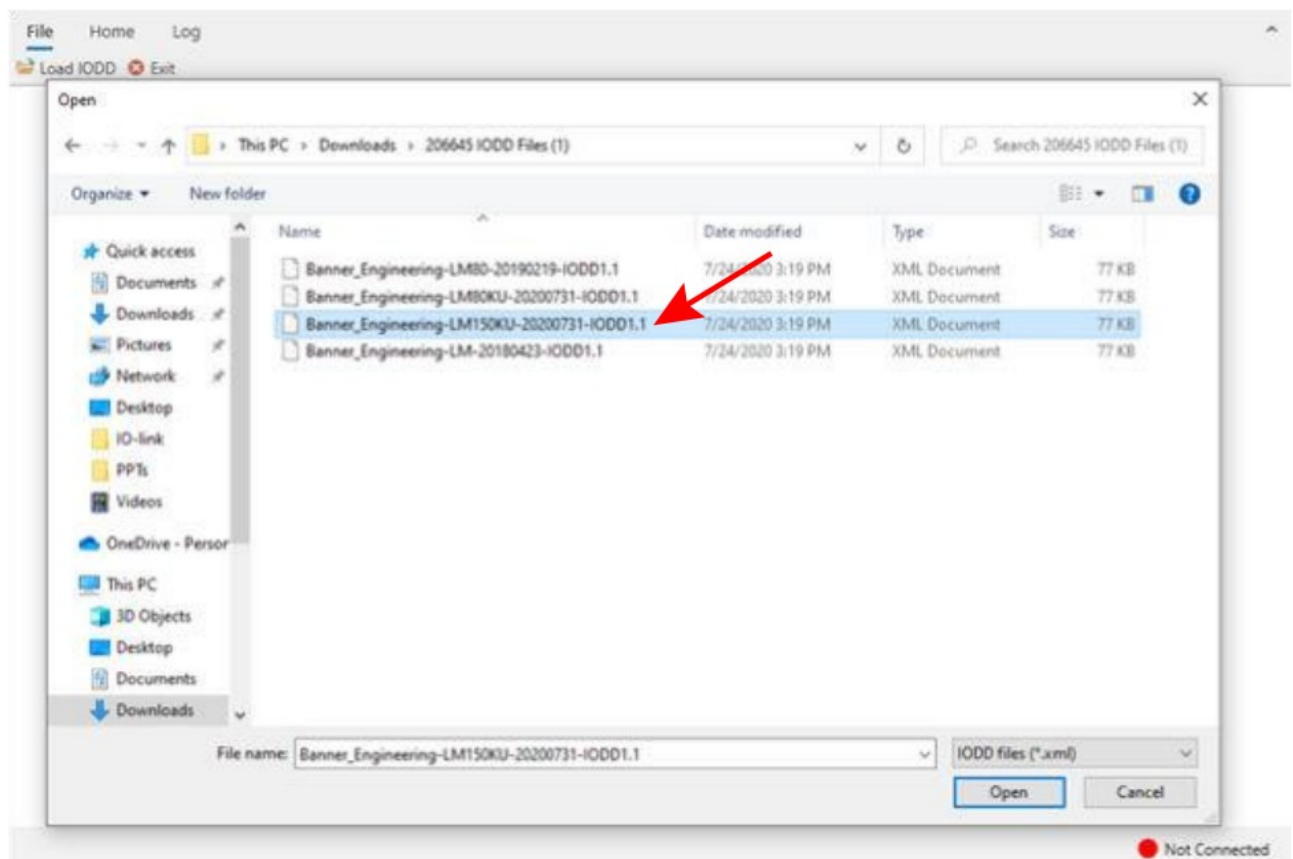 File Home Log
Load IODD Exit
Open
This PC › Downloads › 206645 IODD Files (1)
Search 206645 IODD Files (1)
Organize New folder
Name Date modified Type Size
Banner_Engineering-LM80-20190219-IODD1.1 7/24/2020 3:19 PM XML Document 77 KB
Banner_Engineering-LM80KU-20200731-IODD1.1 7/24/2020 3:19 PM XML Document 77 KB
Banner_Engineering-LM150KU-20200731-IODD1.1 7/24/2020 3:19 PM XML Document 77 KB
Banner_Engineering-LM-20180423-IODD1.1 7/24/2020 3:19 PM XML Document 77 KB
Quick access
Documents
Downloads
Pictures
Network
Desktop
IO-link
PPTs
Videos
OneDrive - Person
This PC
3D Objects
Desktop
Documents
Downloads
File name: Banner_Engineering-LM150KU-20200731-IODD1.1 IODD files (*.xml)
Open Cancel
Not Connected